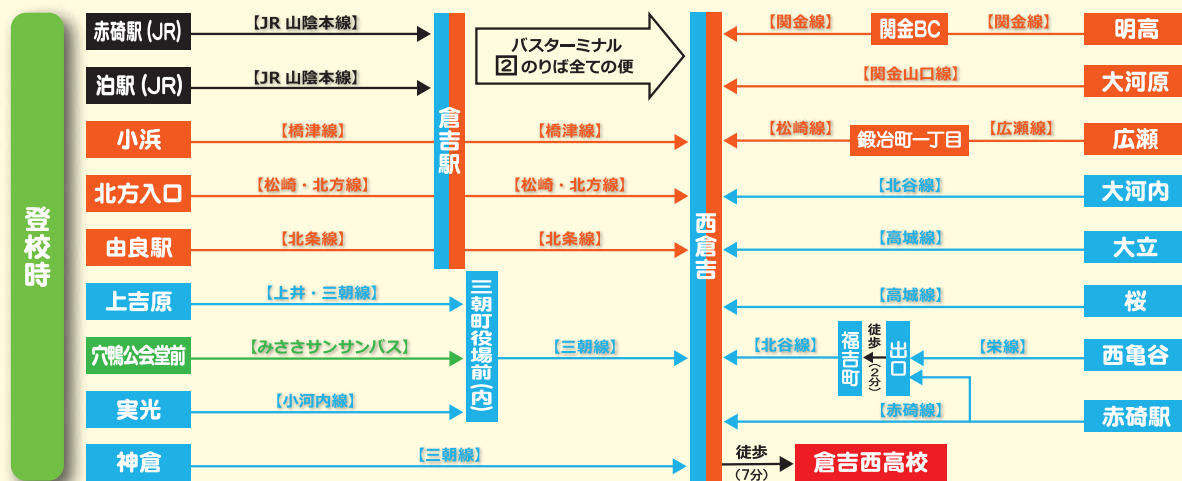 登校時
赤碕駅(JR)
【JR 山陰本線】
泊駅(JR)
【JR 山陰本線】
小浜
【橋津線】
【橋津線】
北方入口
【松崎・北方線】
【松崎・北方線】
由良駅
【北条線】
【北条線】
倉吉駅
バスターミナル
2 のりば全ての便
上吉原
【上井・三朝線】
穴鴨公会堂前
【みささサンサンバス】
実光
【小河内線】
三朝町役場前(内)
【三朝線】
神倉
【三朝線】
西倉吉
【関金線】
関金BC
【関金線】
明高
【関金山口線】
大河原
【松崎線】
鍛冶町一丁目
【広瀬線】
広瀬
【北谷線】
大河内
【高城線】
大立
【高城線】
桜
【北谷線】
福吉町
徒歩
(2分)
出口
【栄線】
西亀谷
【赤碕線】
赤碕駅
徒歩
(7分)
倉吉西高校